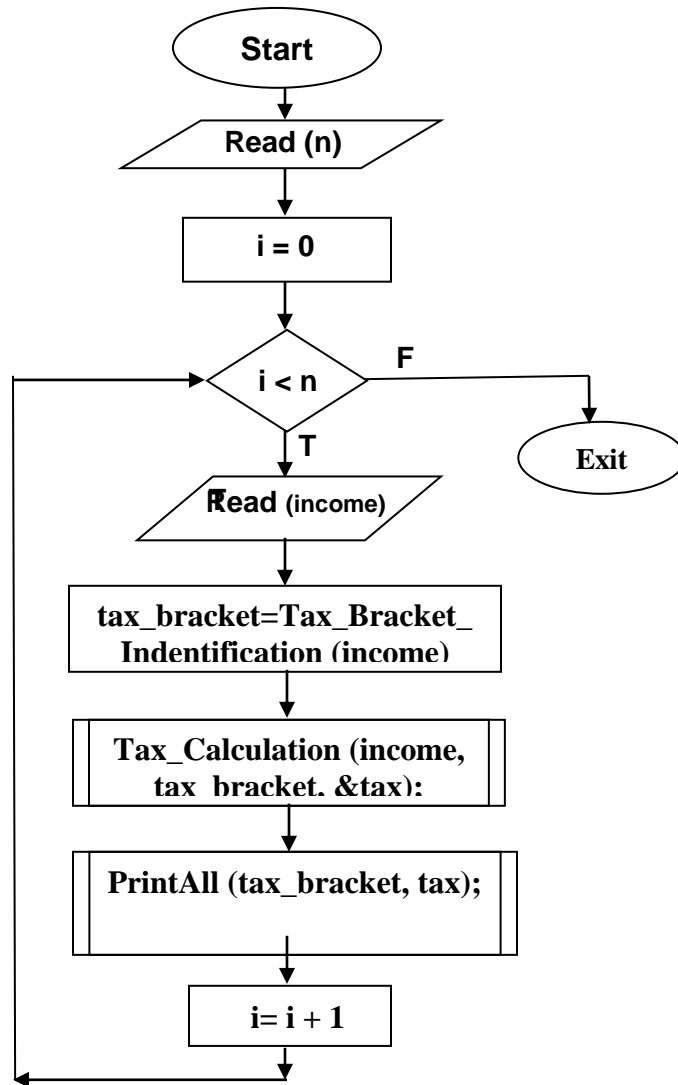 Start
Read (n)
i = 0
i < n
F
T
Exit
Read (income)
T
tax_bracket=Tax_Bracket_
Indentification (income)
Tax_Calculation (income,
tax_bracket, &tax);
PrintAll (tax_bracket, tax);
i= i + 1